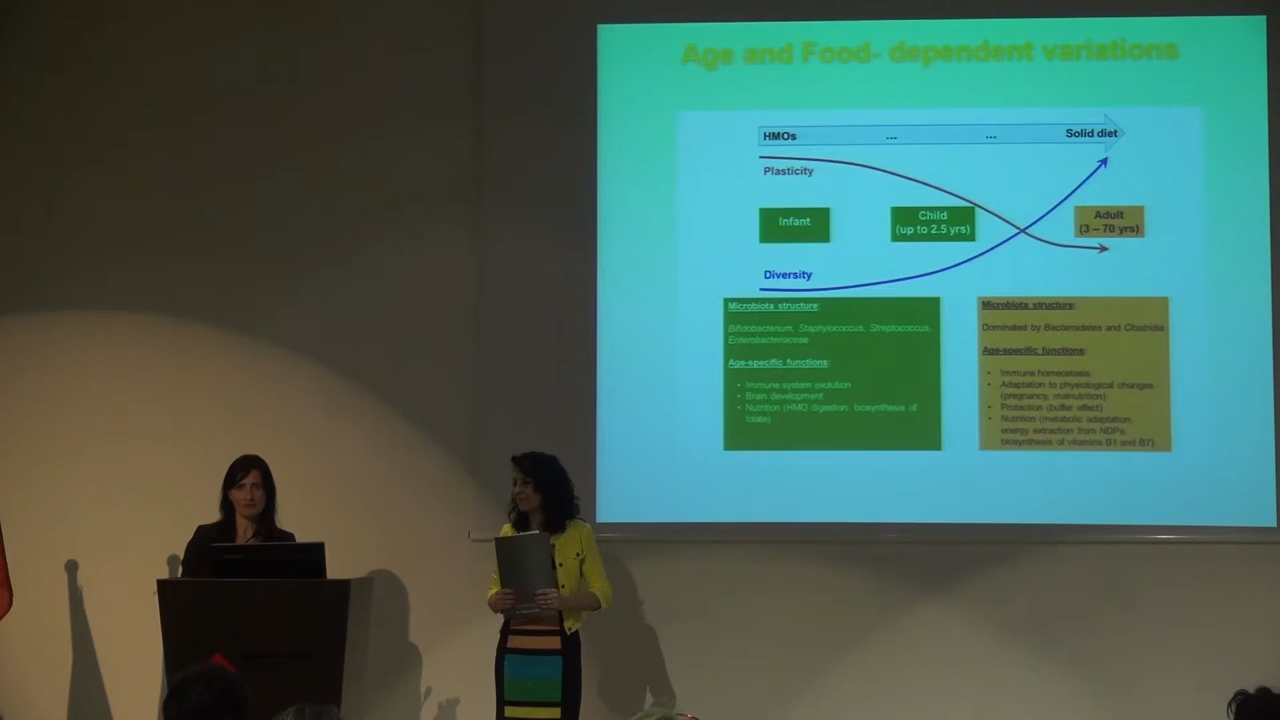 Age and Food- dependent variations
HMOs ... ... Solid diet
Plasticity
Infant
Child
(up to 2.5 yrs)
Adult
(3 – 70 yrs)
Diversity
Microbiota structure:
Bifidobacterium, Staphylococcus, Streptococcus,
Enterobacteriaceae
Age-specific functions:
• Immune system evolution
• Brain development
• Nutrition (HMO digestion: biosynthesis of
folate)
Microbiota structure:
Dominated by Bacteroidetes and Clostridia
Age-specific functions:
• Immune homeostasis
• Adaptation to physiological changes
(pregnancy, malnutrition)
• Protection (buffer effect)
• Nutrition (metabolic adaptation,
energy extraction from NDPs,
biosynthesis of vitamins B1 and B7)